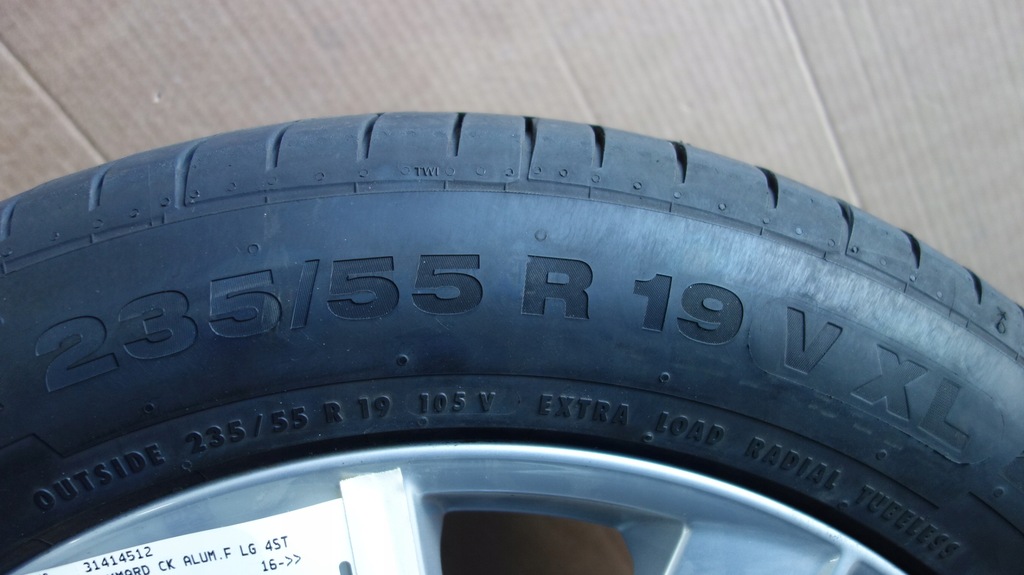 TWI
235/55 R 19 V XL
OUTSIDE 235/55 R 19 105 V EXTRA LOAD RADIAL TUBELESS
31414512
CK ALUM.F LG 4ST
16->>